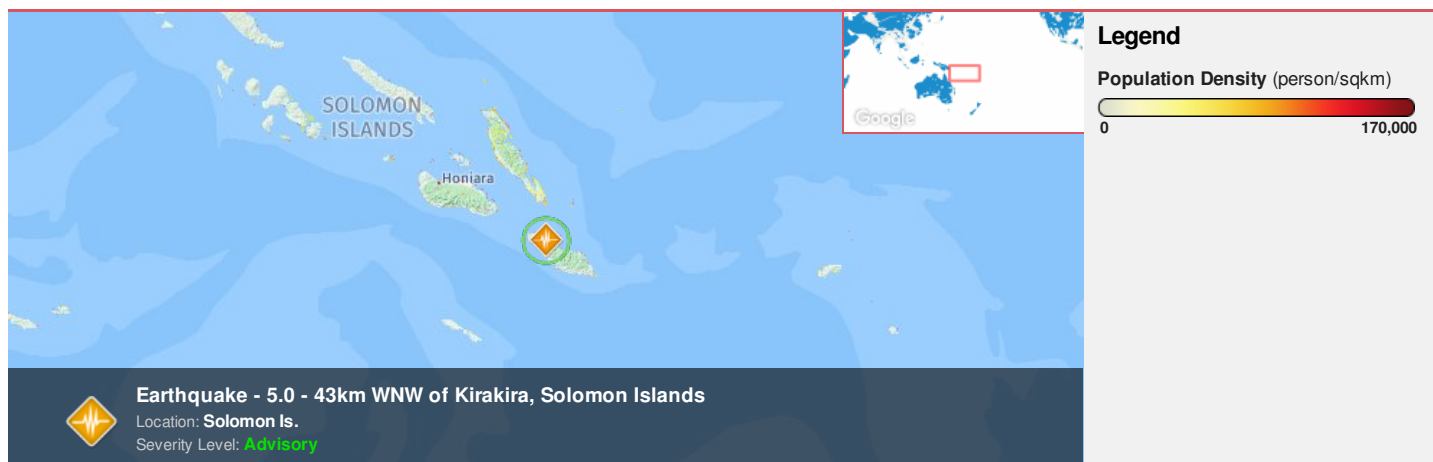 SOLOMON
ISLANDS
Honiara
Google
Legend
Population Density (person/sqkm)
0 170,000
Earthquake - 5.0 - 43km WNW of Kirakira, Solomon Islands
Location: Solomon Is.
Severity Level: Advisory